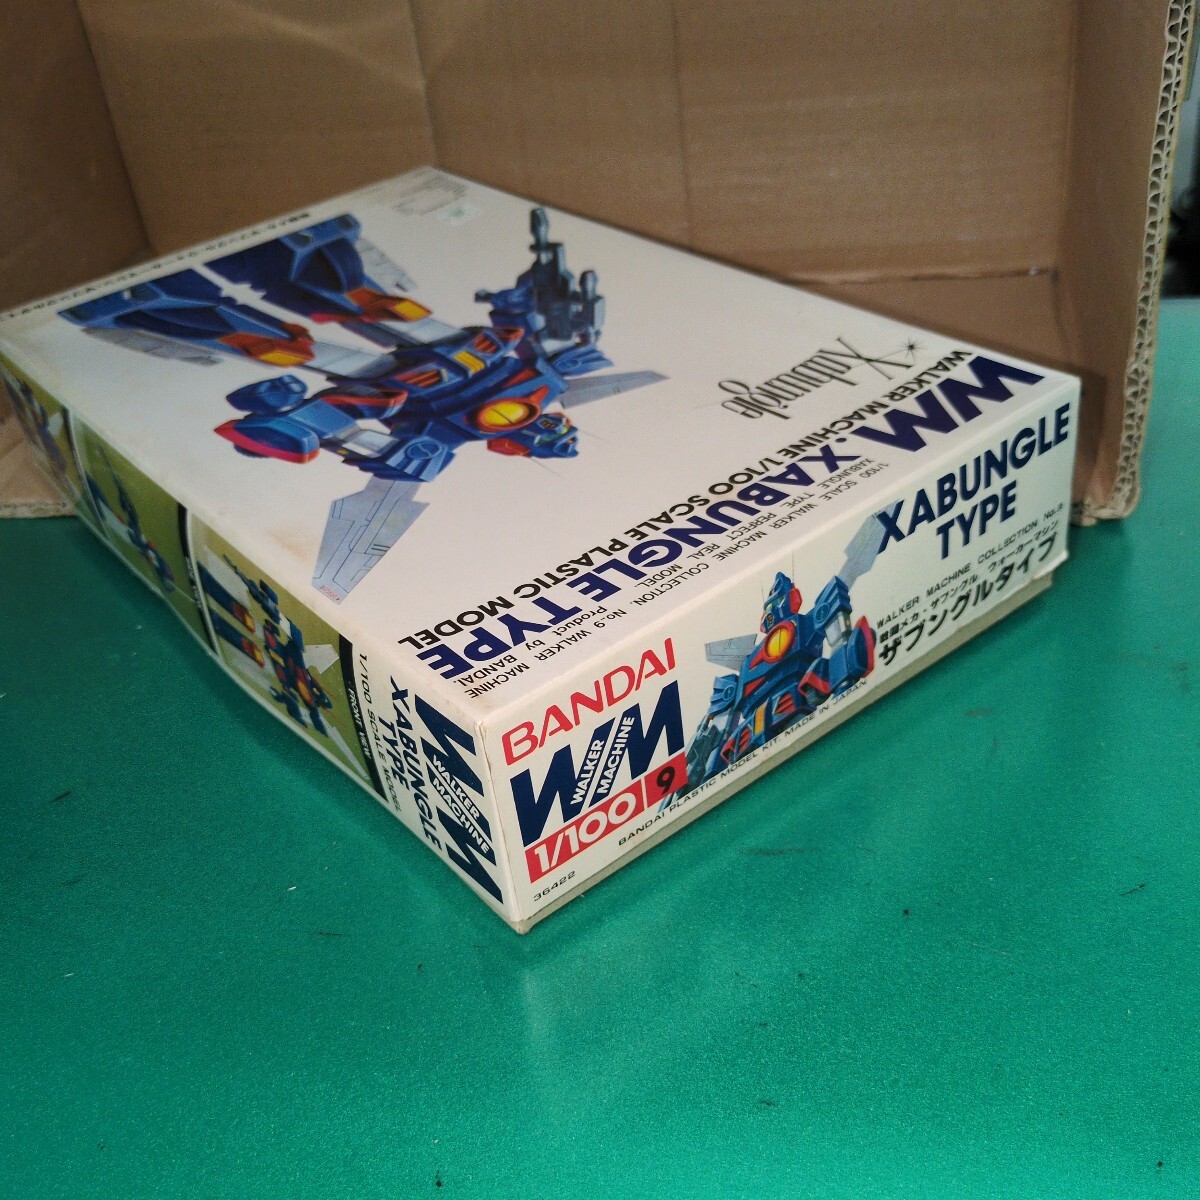 Xabungle
WM. XABUNGLE TYPE
WALKER MACHINE 1/100 SCALE PLASTIC MODEL
1/100 SCALE WALKER MACHINE COLLECTION. No.9 WALKER MACHINE
XABUNGLE TYPE PERFECT REAL MODEL Product by BANDAI.
BANDAI
WM
WALKER
MACHINE
1/100 9
36422
BANDAI PLASTIC MODEL KIT. MADE IN JAPAN
XABUNGLE
TYPE
WALKER MACHINE COLLECTION No.9
戦闘メカ・ザブングル ウォーカーマシン
ザブングルタイプ
WM
WALKER
MACHINE
XABUNGLE
TYPE
1/100 SCALE MODEL
FRONT VIEW